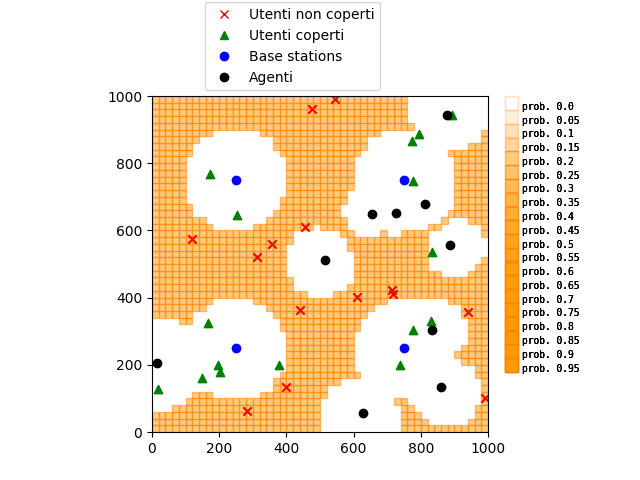 Utenti non coperti
Utenti coperti
Base stations
Agenti
1000
800
600
400
200
0
0
200
400
600
800
1000
prob. 0.0
prob. 0.05
prob. 0.1
prob. 0.15
prob. 0.2
prob. 0.25
prob. 0.3
prob. 0.35
prob. 0.4
prob. 0.45
prob. 0.5
prob. 0.55
prob. 0.6
prob. 0.65
prob. 0.7
prob. 0.75
prob. 0.8
prob. 0.85
prob. 0.9
prob. 0.95